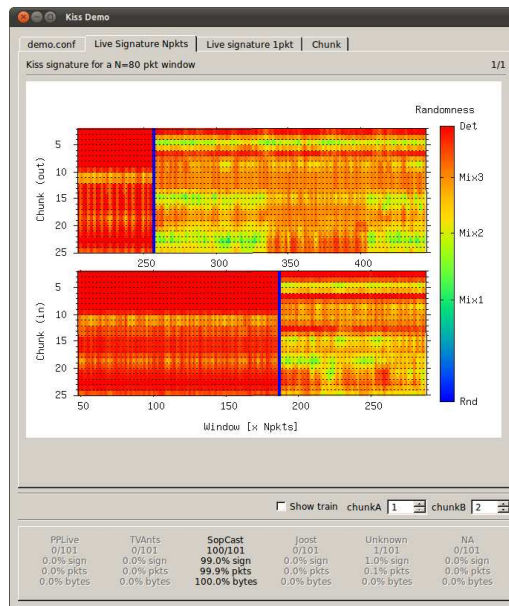 Kiss Demo
demo.conf Live Signature Npkts Live signature 1pkt Chunk
Kiss signature for a N=80 pkt window 1/1
Randomness
Det
Mix3
Mix2
Mix1
Rnd
Chunk (out)
5
10
15
20
25
250 300 350 400
Chunk (in)
5
10
15
20
25
50 100 150 200 250
Window [x Npkts]
Show train chunkA 1 chunkB 2
PPLive TVAnts SopCast Joost Unknown NA
0/101 0/101 100/101 0/101 1/101 0/101
0.0% sign 0.0% sign 99.0% sign 0.0% sign 1.0% sign 0.0% sign
0.0% pkts 0.0% pkts 99.9% pkts 0.0% pkts 0.1% pkts 0.0% pkts
0.0% bytes 0.0% bytes 100.0% bytes 0.0% bytes 0.0% bytes 0.0% bytes